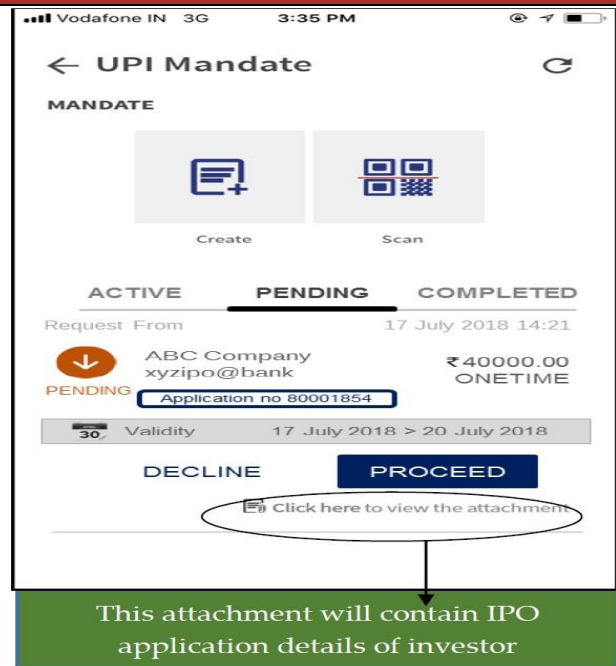 Vodafone IN 3G 3:35 PM
← UPI Mandate
MANDATE
Create Scan
ACTIVE PENDING COMPLETED
Request From 17 July 2018 14:21
ABC Company ₹40000.00
xyzipo@bank ONETIME
PENDING
Application no 80001854
30 Validity 17 July 2018 > 20 July 2018
DECLINE PROCEED
Click here to view the attachment
This attachment will contain IPO
application details of investor